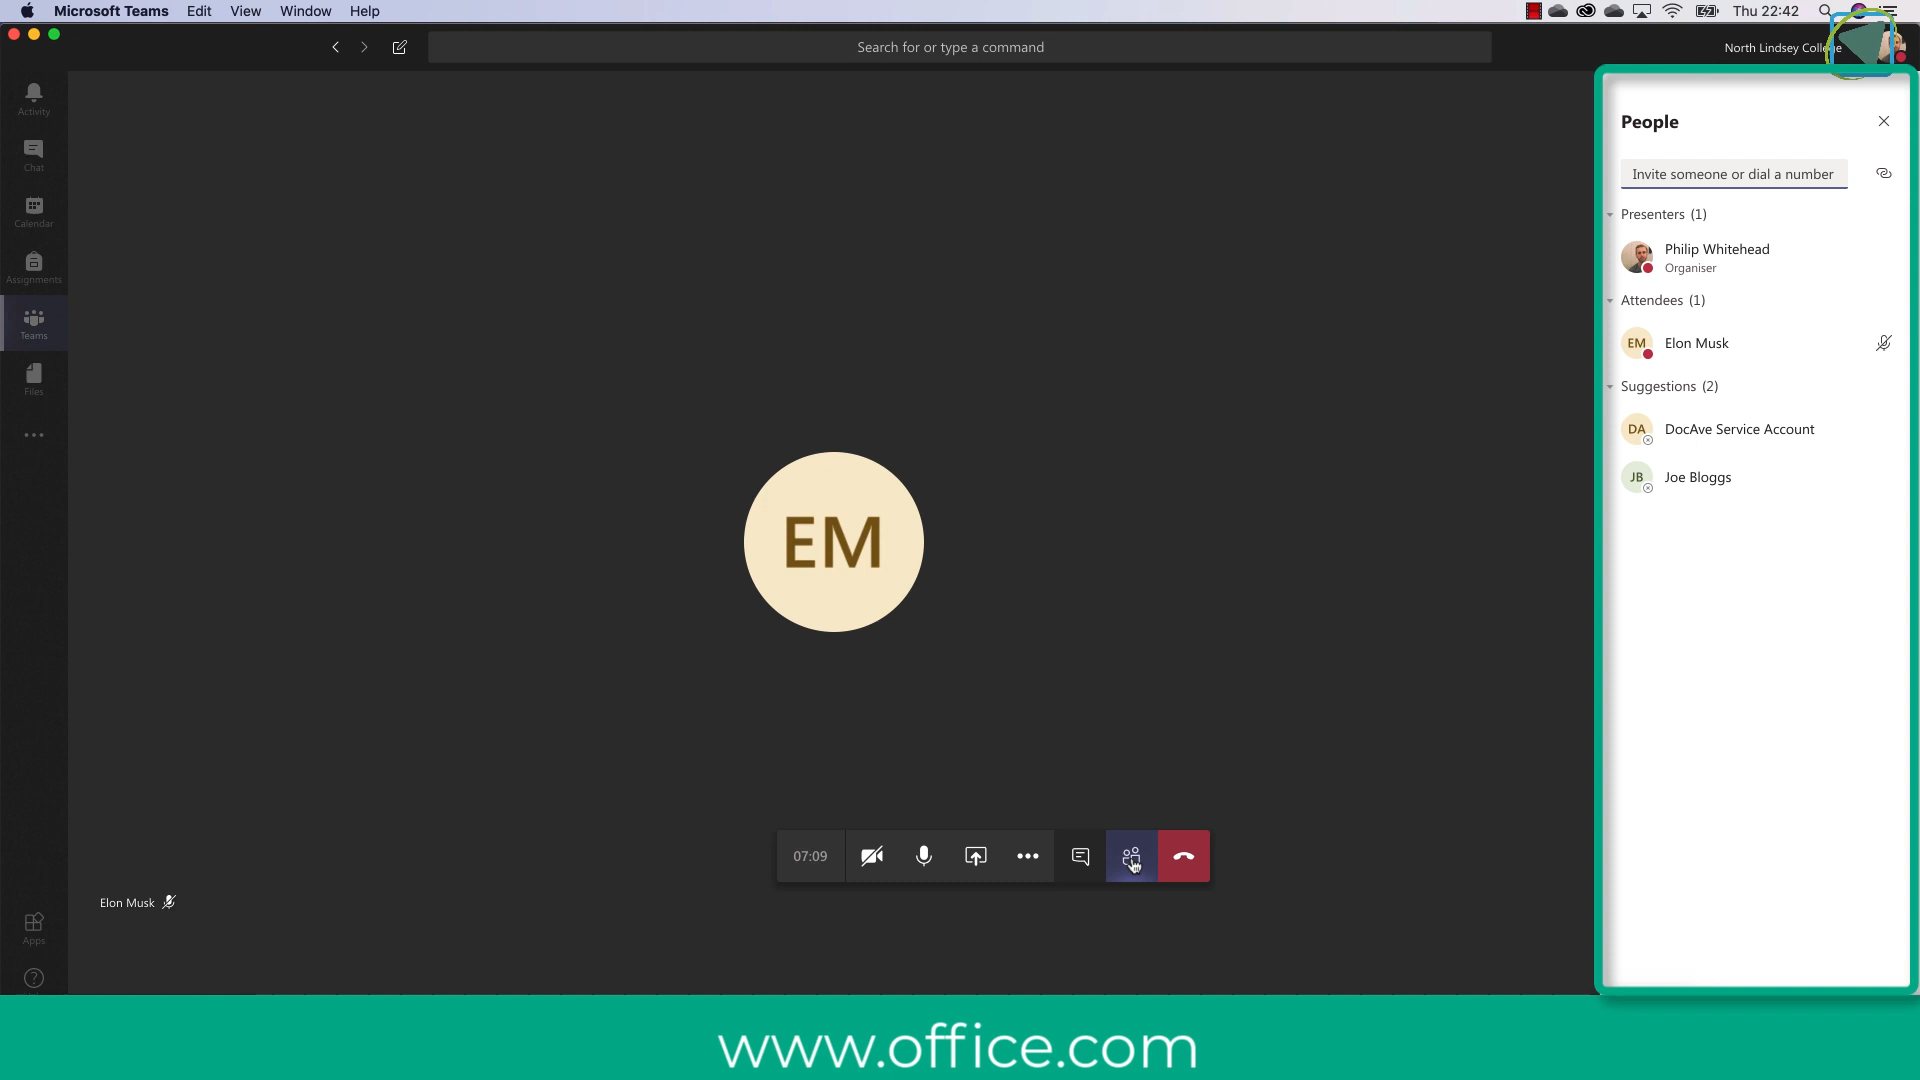 Microsoft Teams Edit View Window Help
Thu 22:42
Search for or type a command
North Lindsey College
Activity
Chat
Calendar
Assignments
Teams
Files
Apps
EM
07:09
Elon Musk
People
Invite someone or dial a number
Presenters (1)
Philip Whitehead
Organiser
Attendees (1)
EM Elon Musk
Suggestions (2)
DA DocAve Service Account
JB Joe Bloggs
www.office.com